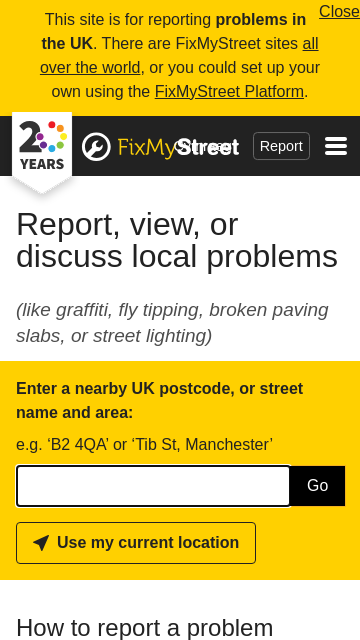 Close
This site is for reporting problems in
the UK. There are FixMyStreet sites all
over the world, or you could set up your
own using the FixMyStreet Platform.
20
YEARS
FixMyStreet
Report
Report, view, or
discuss local problems
(like graffiti, fly tipping, broken paving
slabs, or street lighting)
Enter a nearby UK postcode, or street
name and area:
e.g. ‘B2 4QA’ or ‘Tib St, Manchester’
Go
Use my current location
How to report a problem